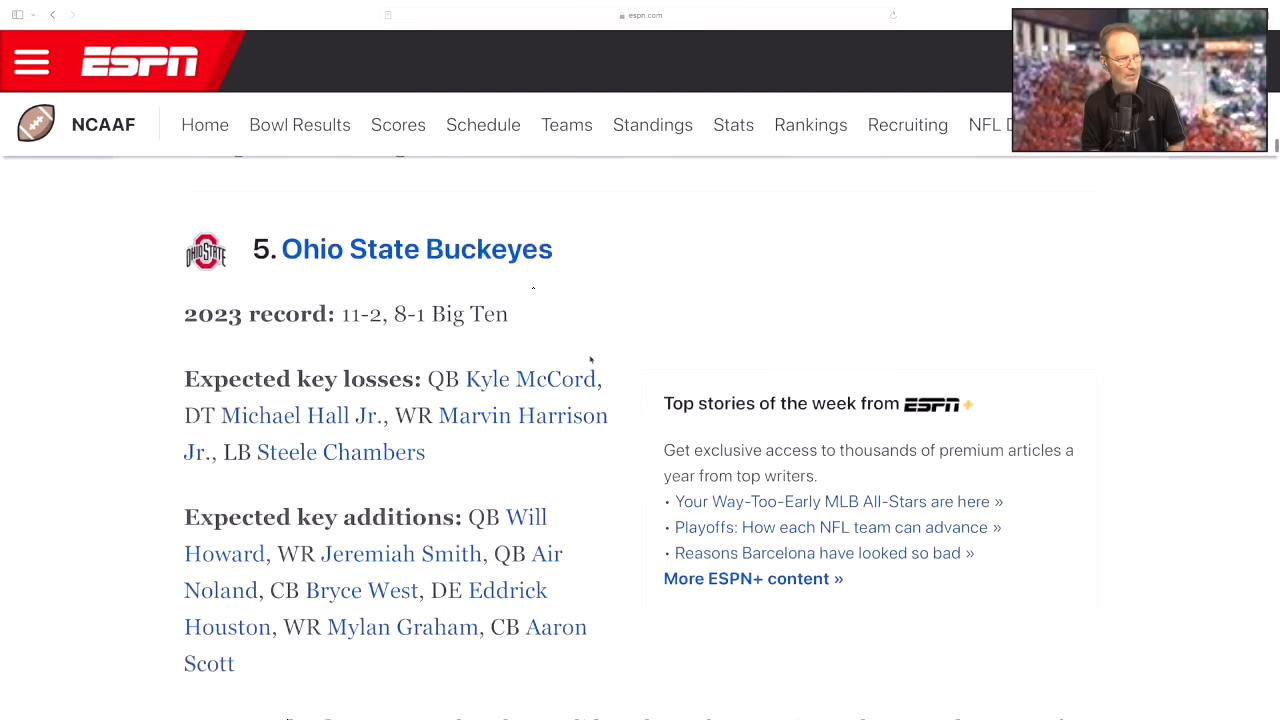 espn.com
ESPN
NCAAF Home Bowl Results Scores Schedule Teams Standings Stats Rankings Recruiting NFL D
OHIO STATE
5. Ohio State Buckeyes
2023 record: 11-2, 8-1 Big Ten
Expected key losses: QB Kyle McCord,
DT Michael Hall Jr., WR Marvin Harrison
Jr., LB Steele Chambers
Expected key additions: QB Will
Howard, WR Jeremiah Smith, QB Air
Noland, CB Bryce West, DE Eddrick
Houston, WR Mylan Graham, CB Aaron
Scott
Top stories of the week from ESPN+
Get exclusive access to thousands of premium articles a
year from top writers.
• Your Way-Too-Early MLB All-Stars are here »
• Playoffs: How each NFL team can advance »
• Reasons Barcelona have looked so bad »
More ESPN+ content »